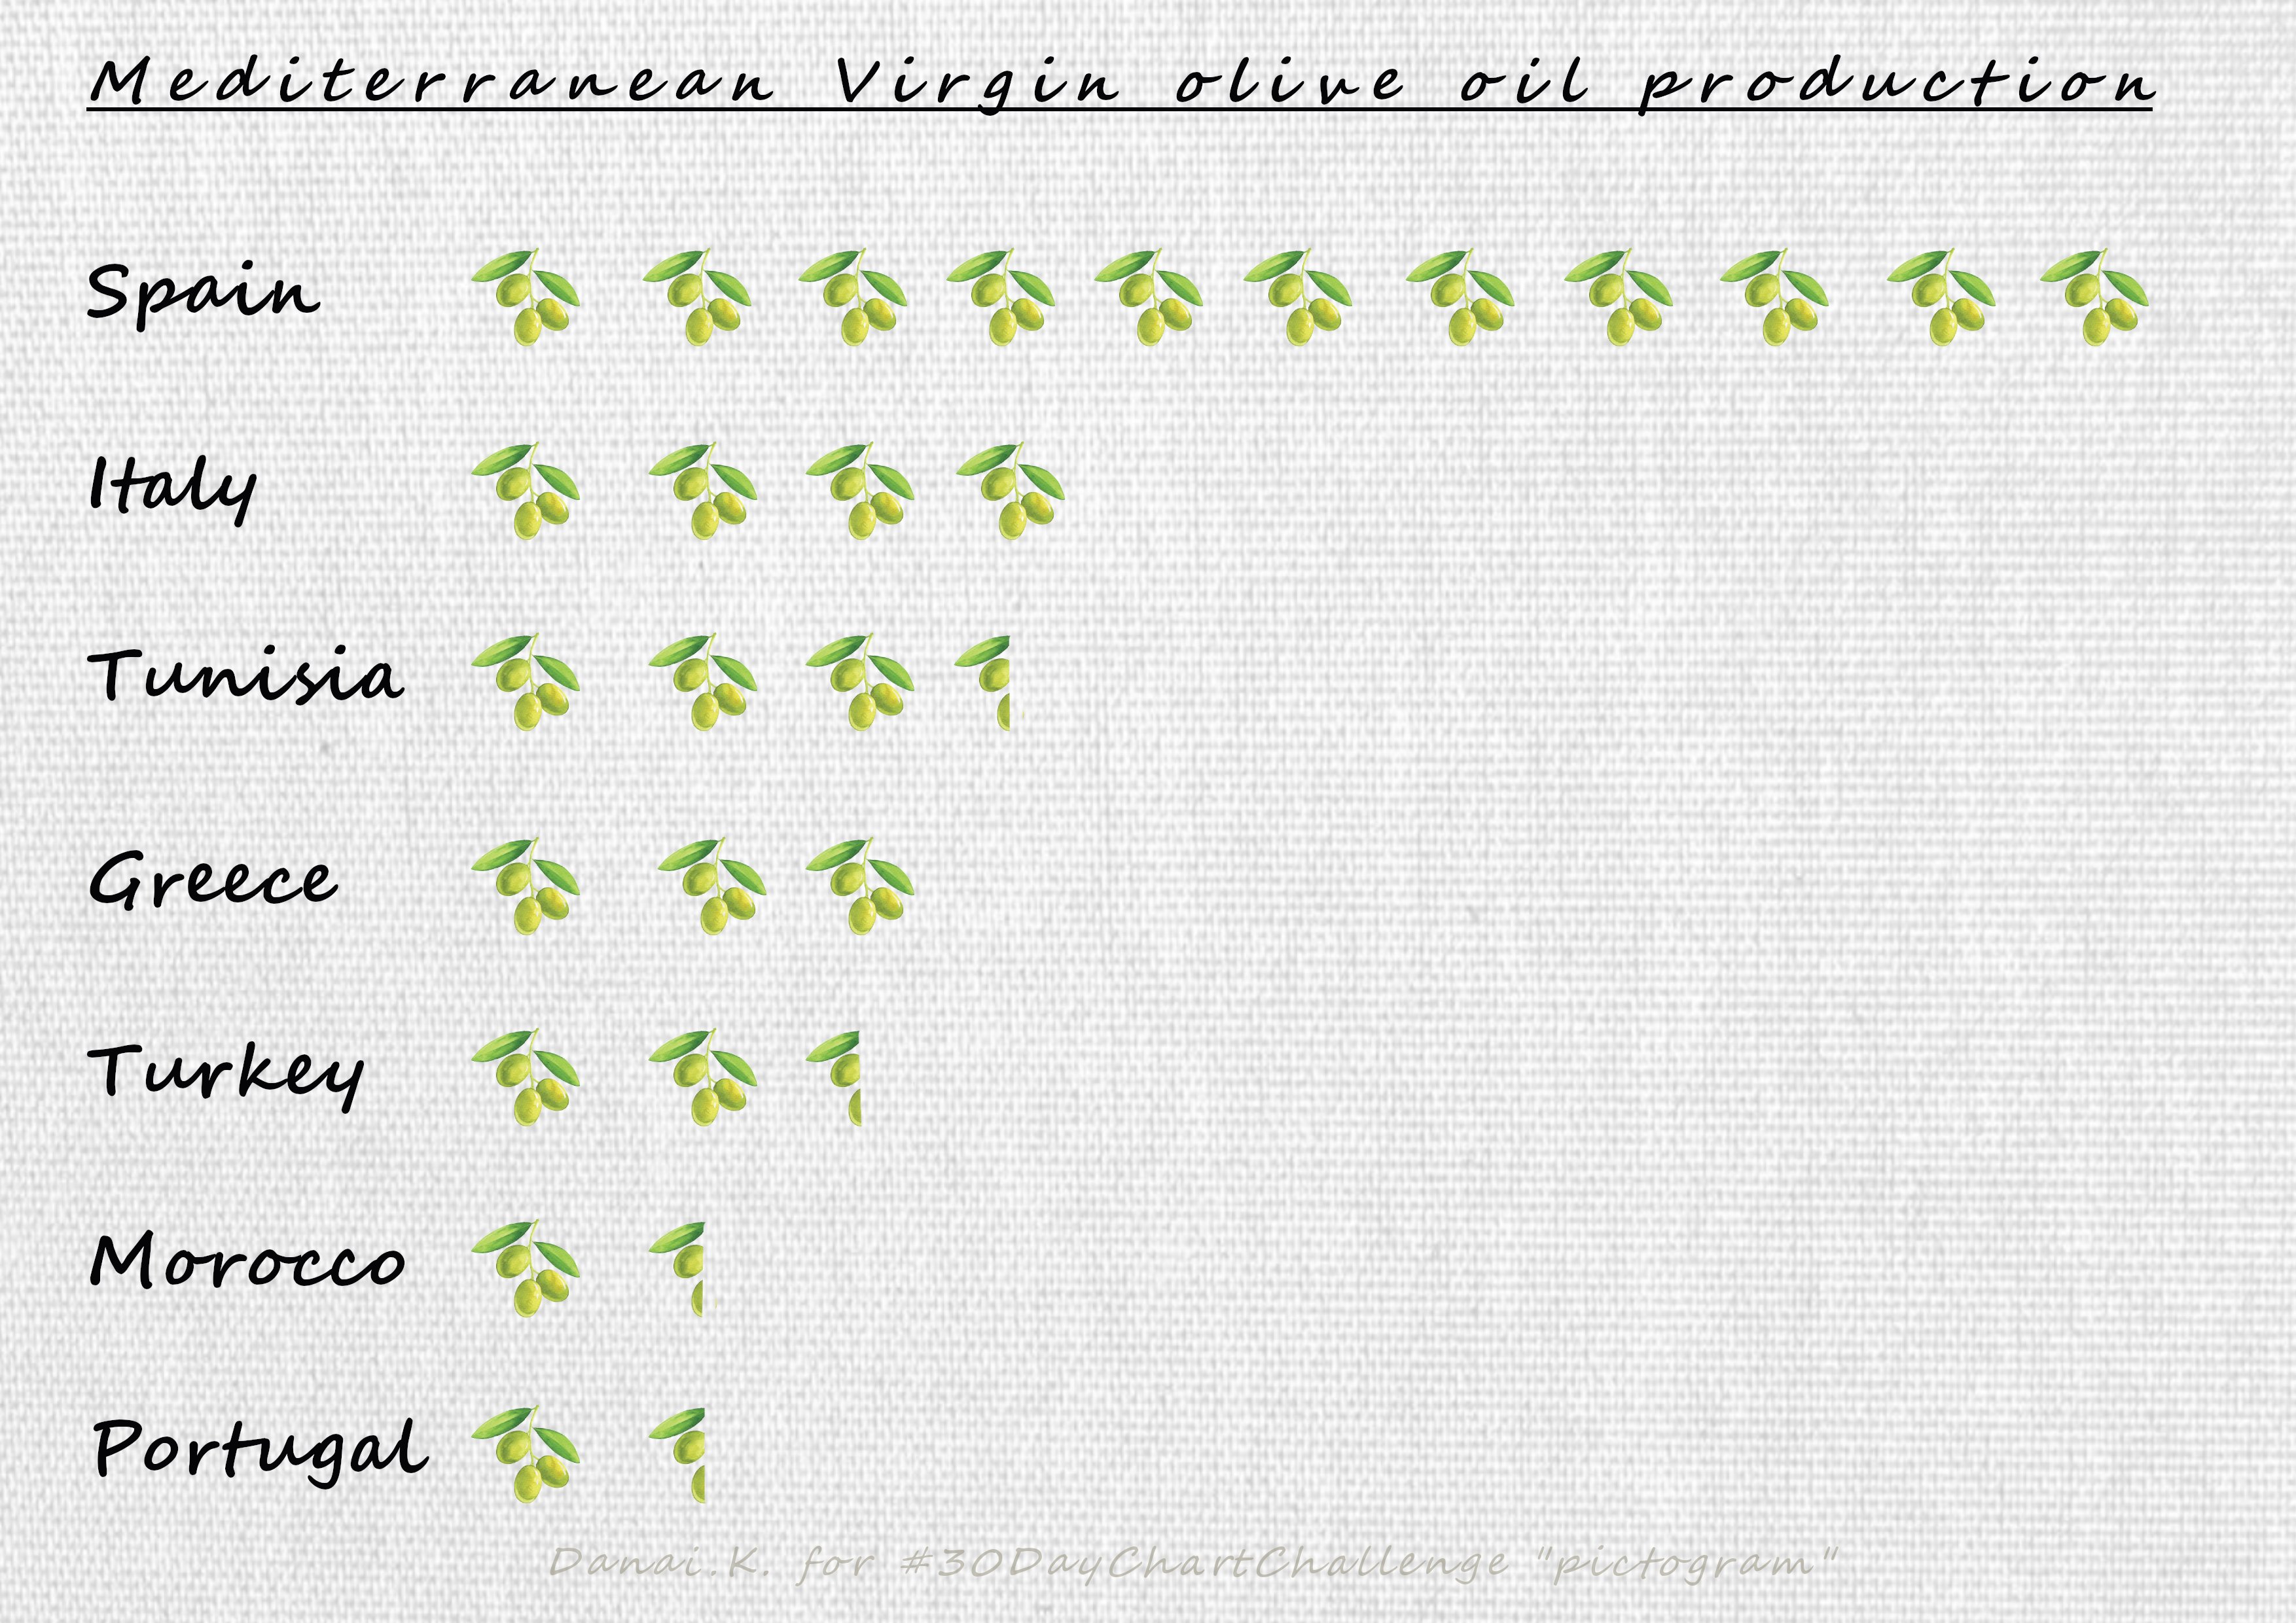 Mediterranean Virgin olive oil production
Spain
Italy
Tunisia
Greece
Turkey
Morocco
Portugal
Danai.K. for #30DayChartChallenge "pictogram"